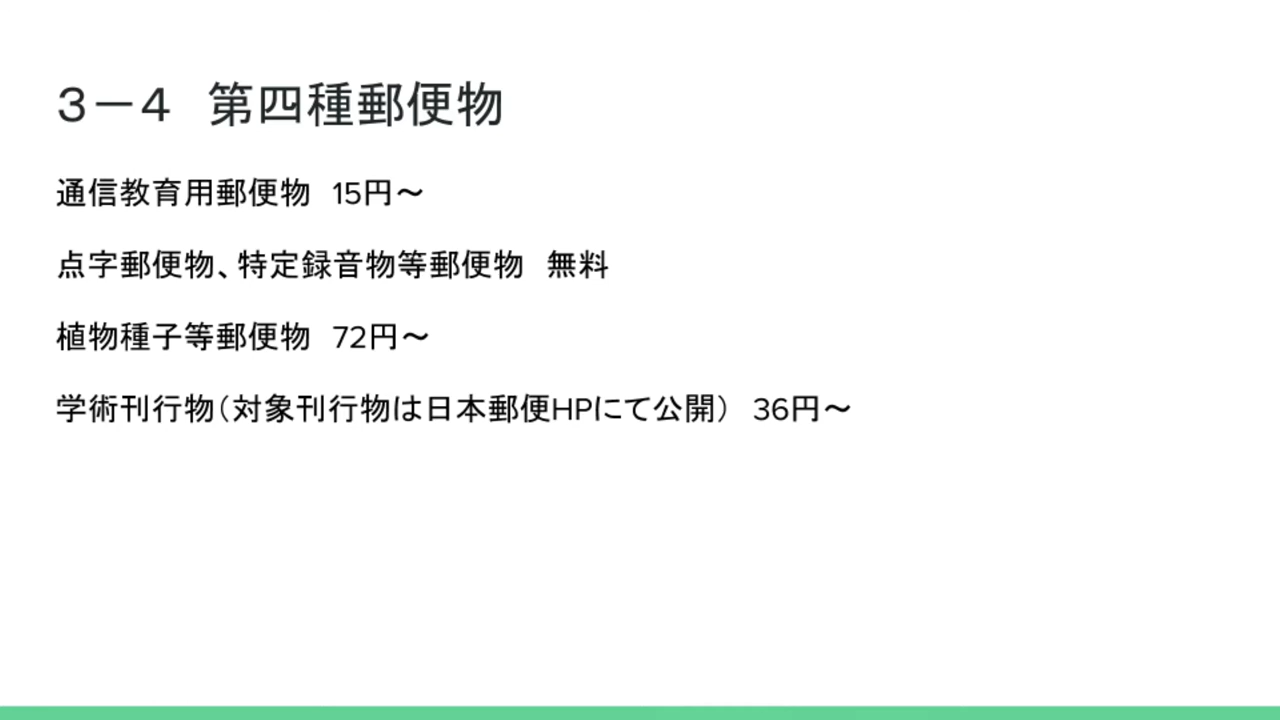 ３－４　第四種郵便物
通信教育用郵便物　15円～
点字郵便物、特定録音物等郵便物　無料
植物種子等郵便物　72円～
学術刊行物（対象刊行物は日本郵便HPにて公開）　36円～